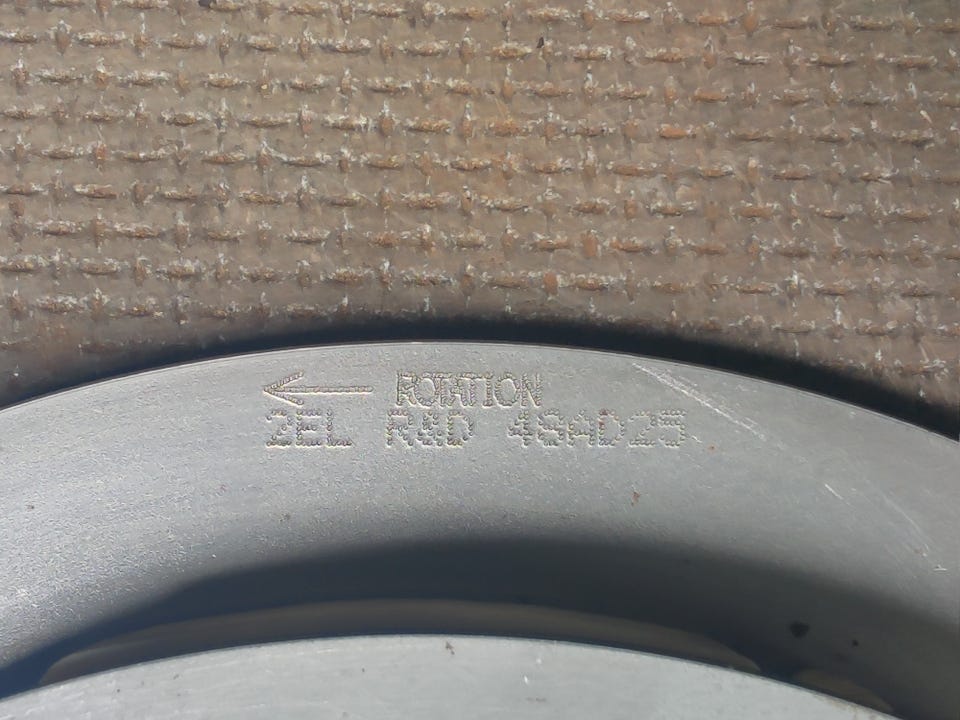 ← ROTATION
2EL R&D 48AD25